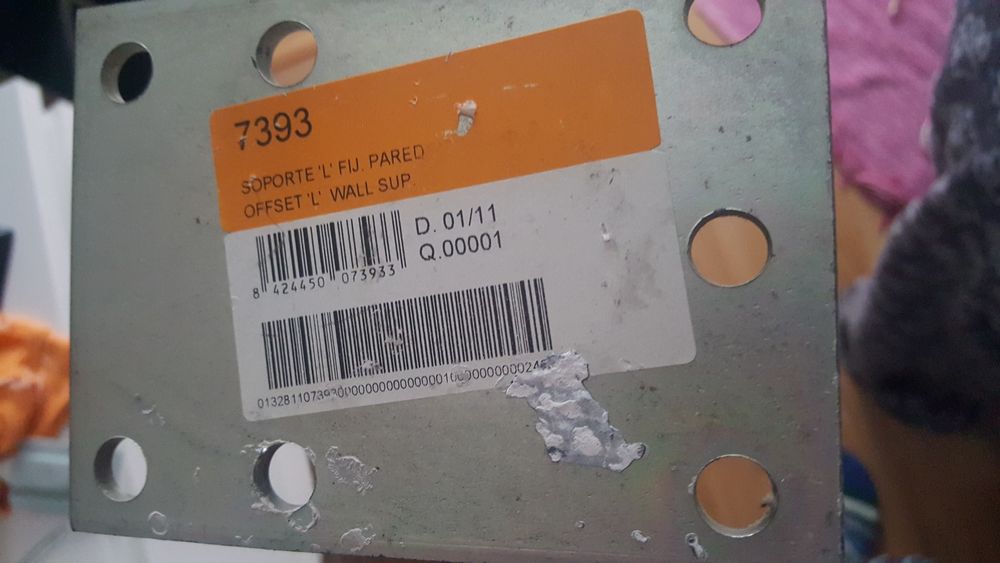 7393
SOPORTE 'L' FIJ. PARED
OFFSET 'L' WALL SUP.
D. 01/11
Q.00001
8 424450 073933